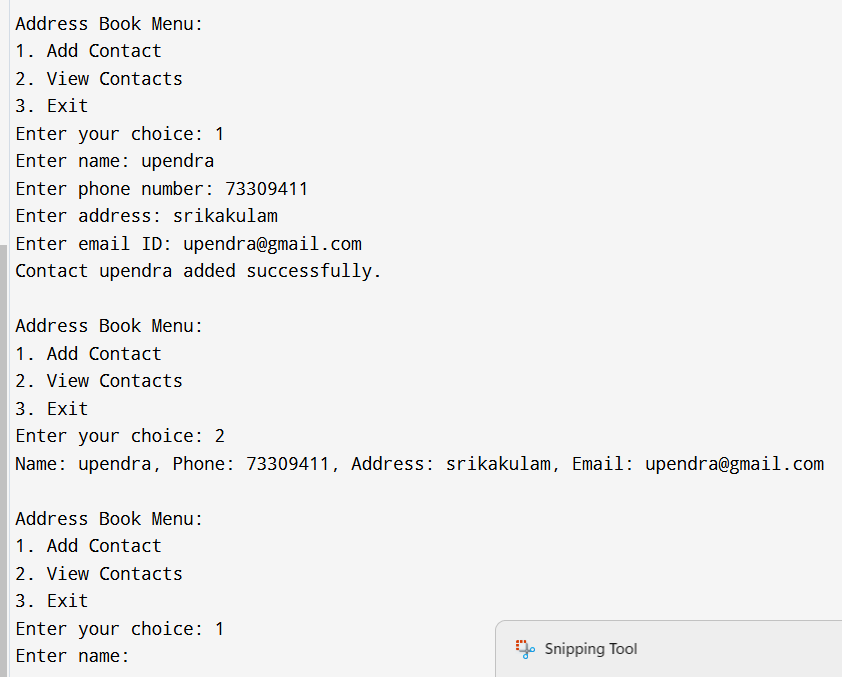 Address Book Menu:
1. Add Contact
2. View Contacts
3. Exit
Enter your choice: 1
Enter name: upendra
Enter phone number: 73309411
Enter address: srikakulam
Enter email ID: upendra@gmail.com
Contact upendra added successfully.
Address Book Menu:
1. Add Contact
2. View Contacts
3. Exit
Enter your choice: 2
Name: upendra, Phone: 73309411, Address: srikakulam, Email: upendra@gmail.com
Address Book Menu:
1. Add Contact
2. View Contacts
3. Exit
Enter your choice: 1
Enter name:
Snipping Tool